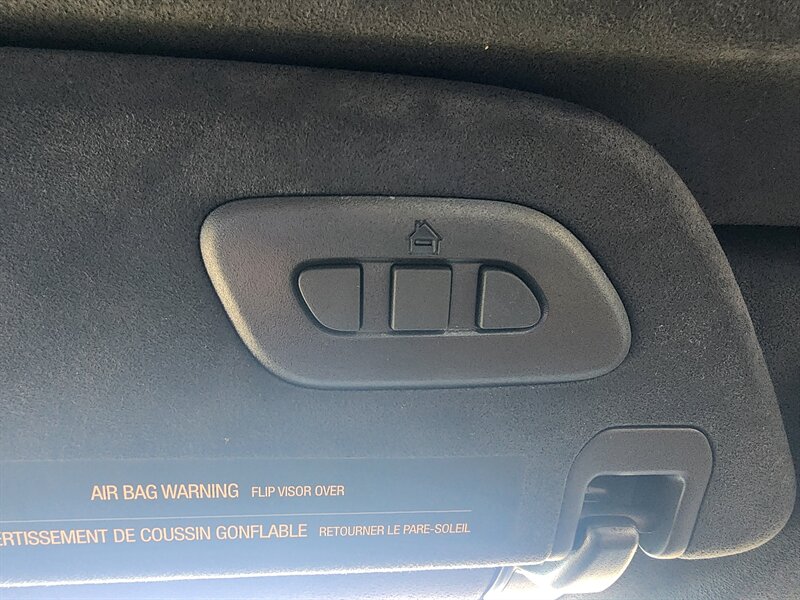 AIR BAG WARNING FLIP VISOR OVER
ERTISSEMENT DE COUSSIN GONFLABLE RETOURNER LE PARE-SOLEIL